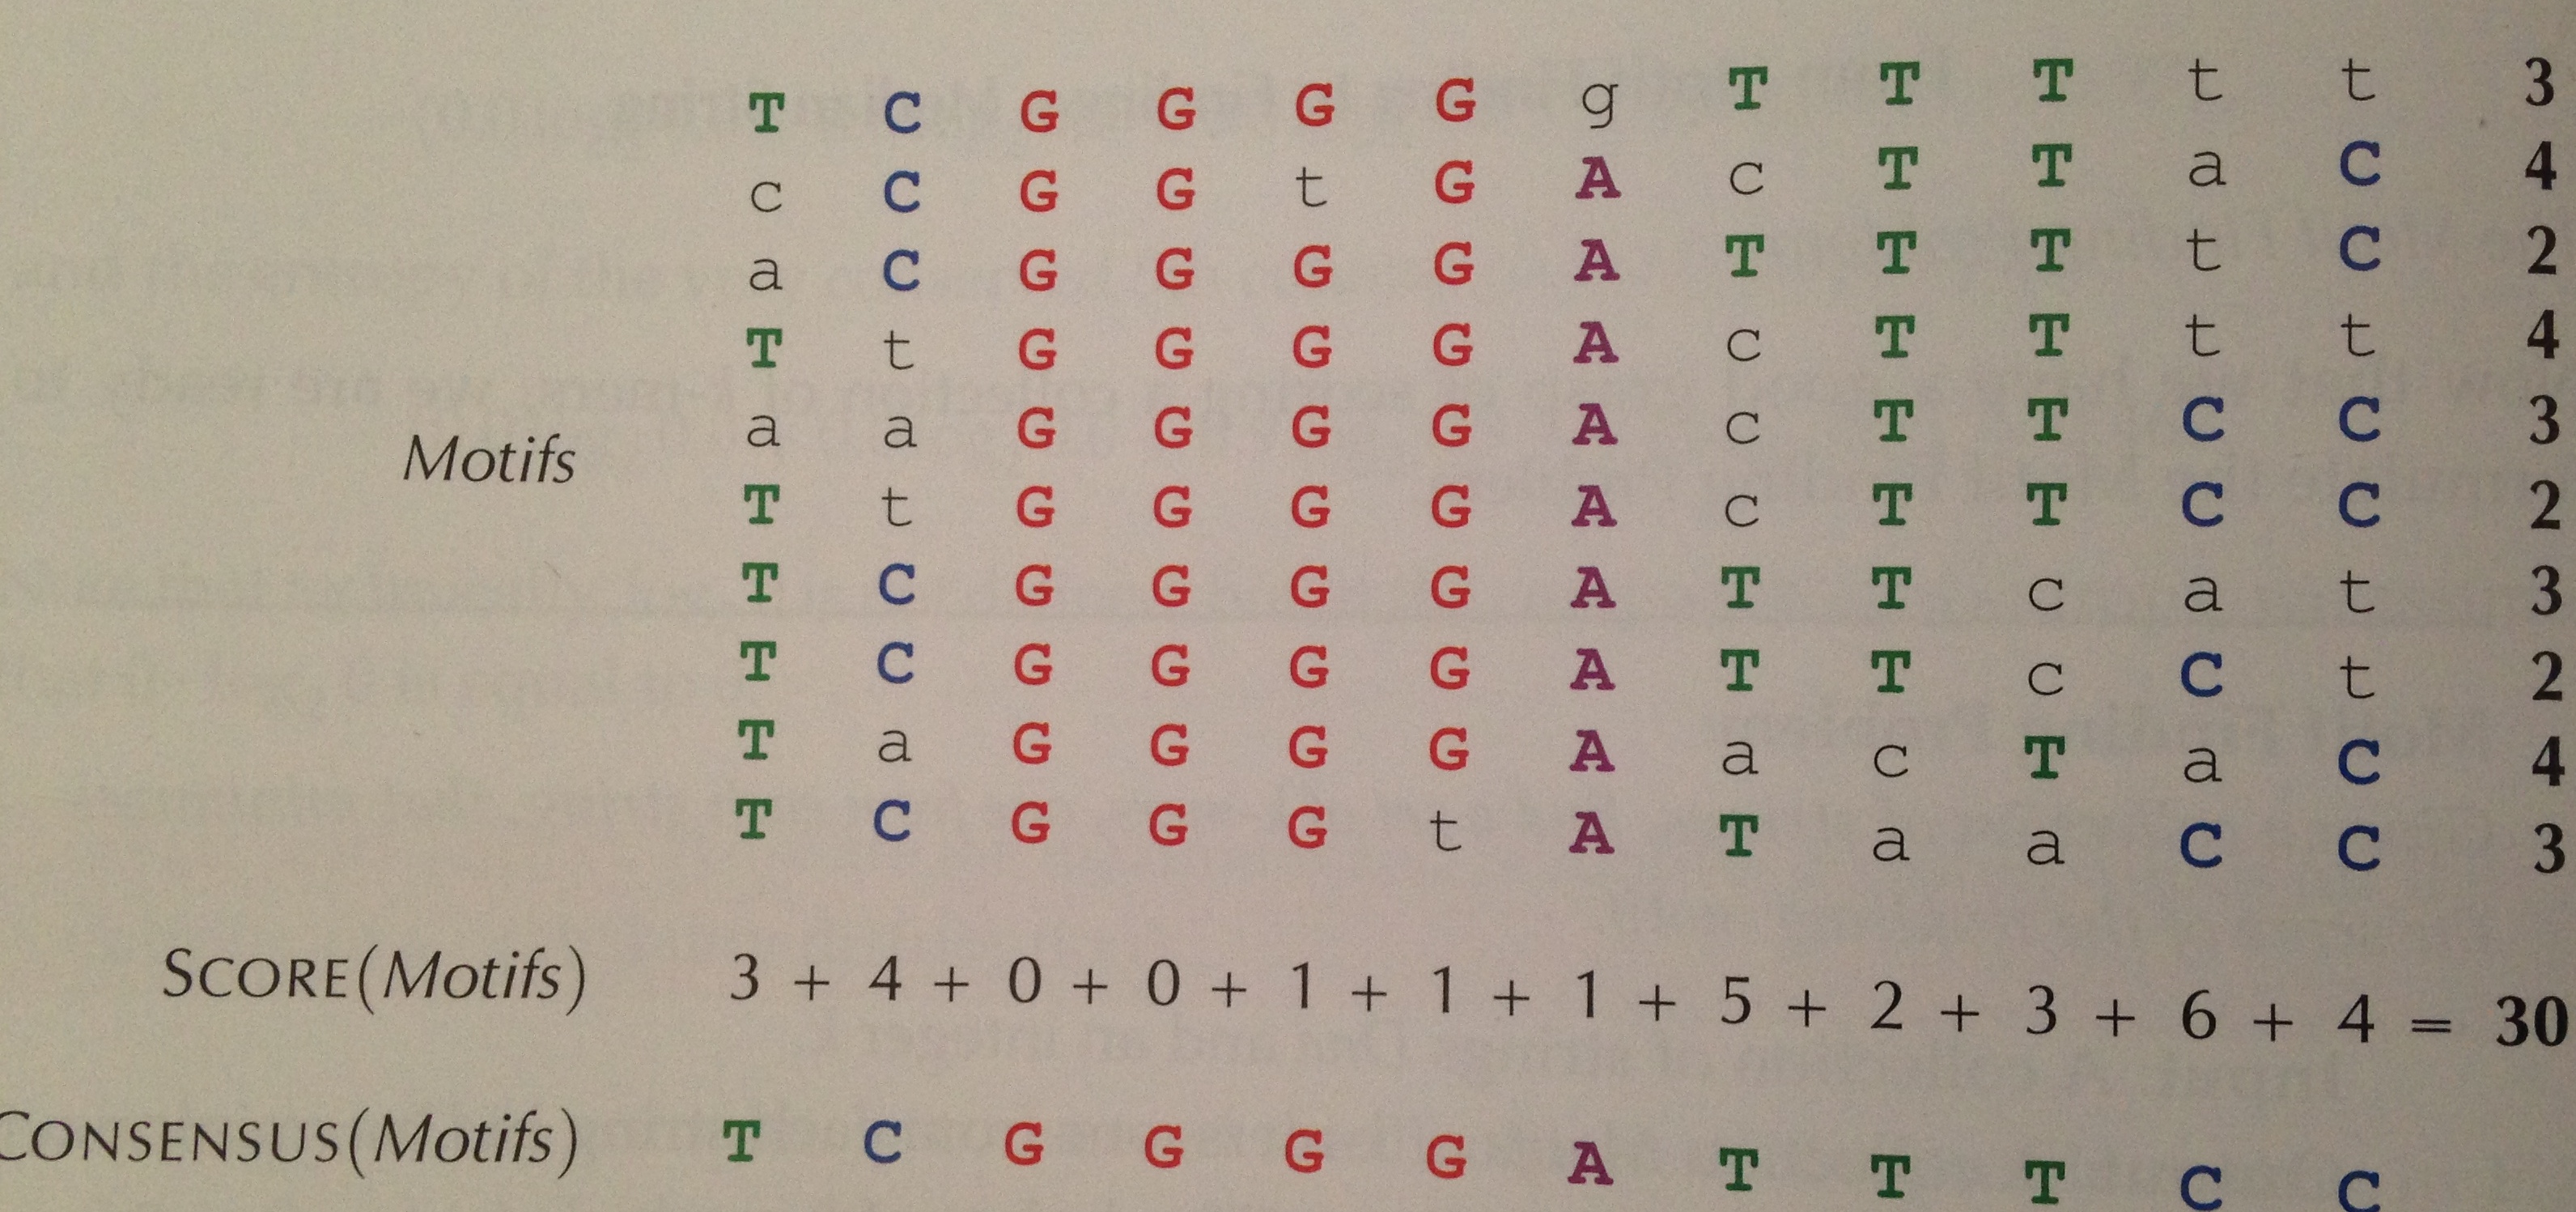 T C G G G G g T T T t t 3
c C G G t G A c T T a C 4
a C G G G G A T T T t C 2
T t G G G G A c T T t t 4
Motifs a a G G G G A c T T C C 3
T t G G G G A c T T C C 2
T C G G G G A T T c a t 3
T C G G G G A T T c C t 2
T a G G G G A a c T a C 4
T C G G G t A T a a C C 3
SCORE(Motifs) 3 + 4 + 0 + 0 + 1 + 1 + 1 + 5 + 2 + 3 + 6 + 4 = 30
CONSENSUS(Motifs) T C G G G G A T T T C C